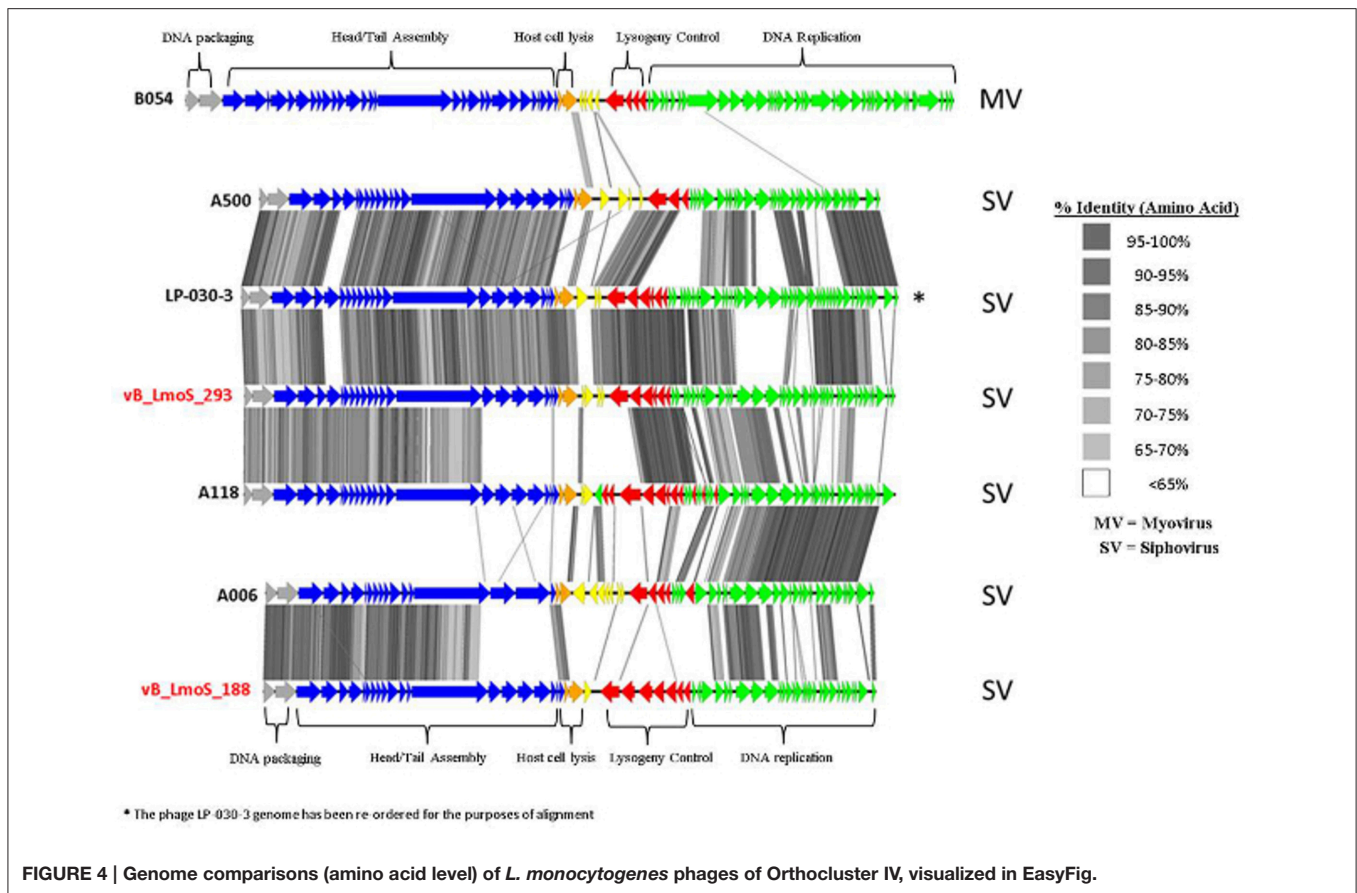 DNA packaging
Head/Tail Assembly
Host cell lysis
Lysogeny Control
DNA Replication
B054
MV
A500
SV
LP-030-3
*
SV
vB_LmoS_293
SV
A118
SV
A006
SV
vB_LmoS_188
SV
% Identity (Amino Acid)
95-100%
90-95%
85-90%
80-85%
75-80%
70-75%
65-70%
<65%
MV = Myovirus
SV = Siphovirus
DNA packaging
Head/Tail Assembly
Host cell lysis
Lysogeny Control
DNA replication
* The phage LP-030-3 genome has been re-ordered for the purposes of alignment
FIGURE 4 | Genome comparisons (amino acid level) of L. monocytogenes phages of Orthocluster IV, visualized in EasyFig.